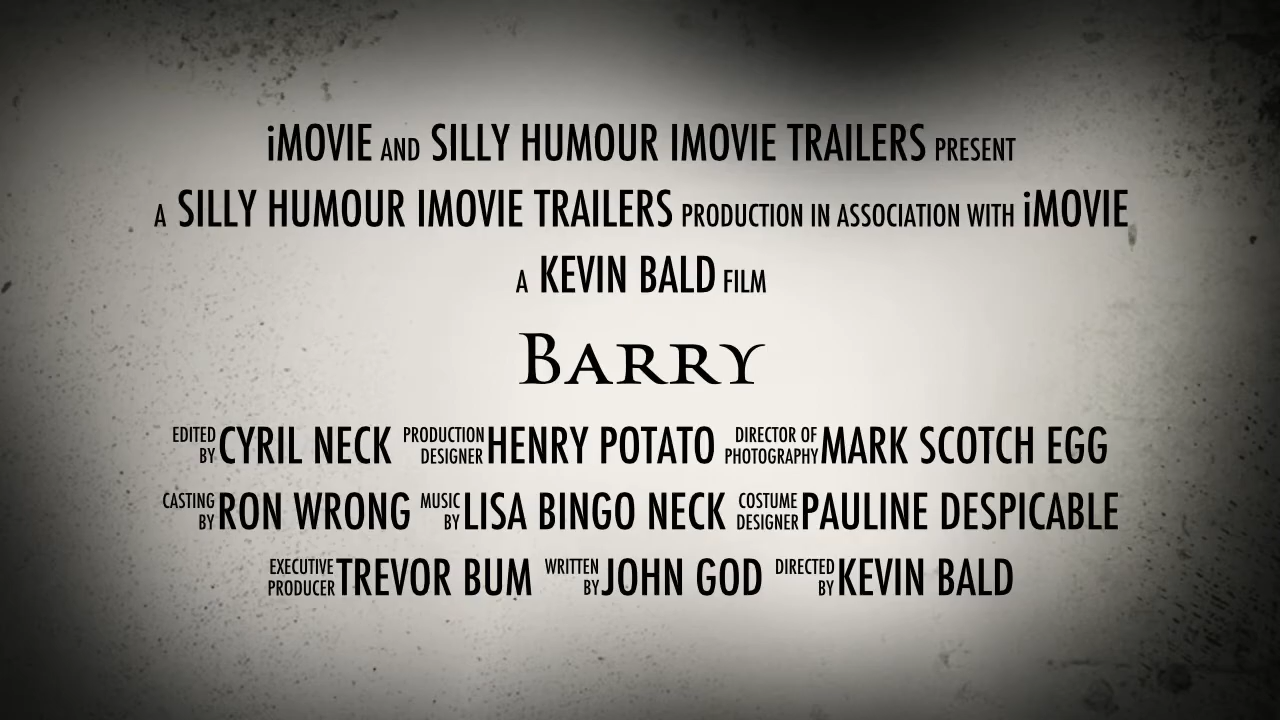 iMOVIE AND SILLY HUMOUR IMOVIE TRAILERS PRESENT
A SILLY HUMOUR IMOVIE TRAILERS PRODUCTION IN ASSOCIATION WITH iMOVIE
A KEVIN BALD FILM
BARRY
EDITED BY CYRIL NECK PRODUCTION DESIGNER HENRY POTATO DIRECTOR OF PHOTOGRAPHY MARK SCOTCH EGG
CASTING BY RON WRONG MUSIC BY LISA BINGO NECK COSTUME DESIGNER PAULINE DESPICABLE
EXECUTIVE PRODUCER TREVOR BUM WRITTEN BY JOHN GOD DIRECTED BY KEVIN BALD